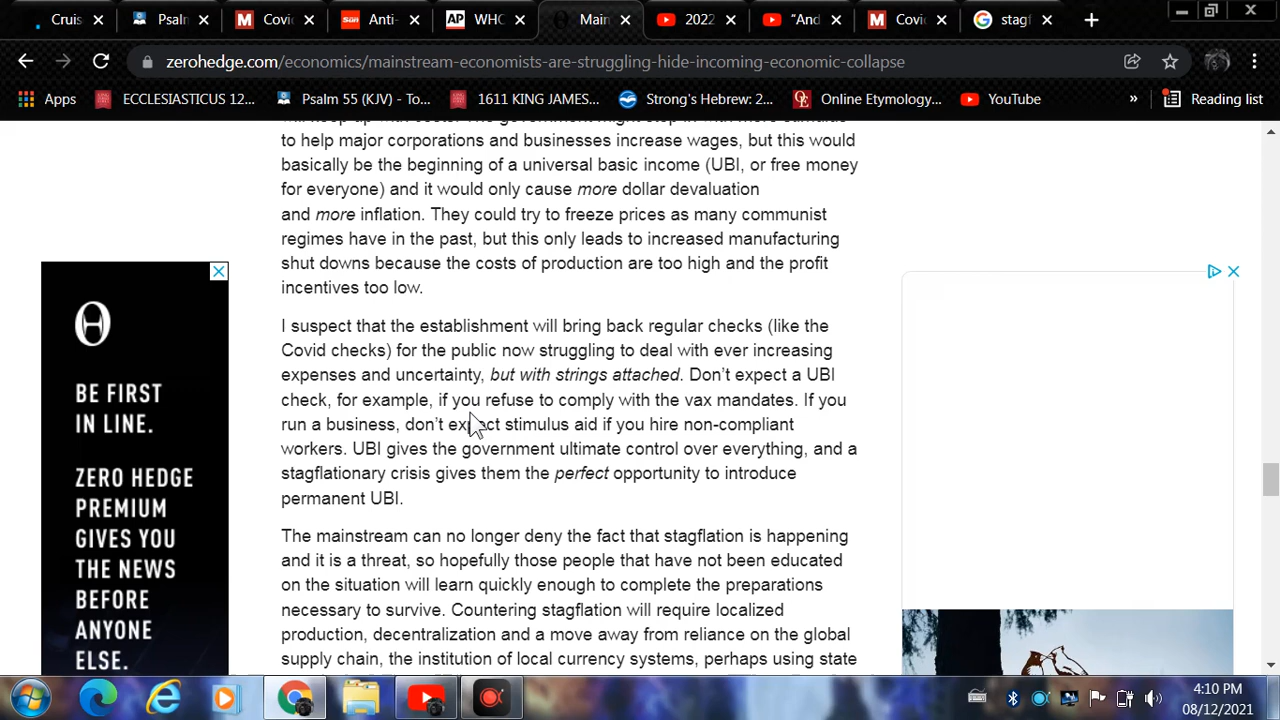 Cruis
Psaln
Covid
Sun
Anti-
AP
WHO
Main
2022
"And
Covid
stagf
zerohedge.com/economics/mainstream-economists-are-struggling-hide-incoming-economic-collapse
Apps
ECCLESIASTICUS 12...
Psalm 55 (KJV) - To...
1611 KING JAMES...
Strong's Hebrew: 2...
Online Etymology...
YouTube
»
Reading list
to help major corporations and businesses increase wages, but this would
basically be the beginning of a universal basic income (UBI, or free money
for everyone) and it would only cause more dollar devaluation
and more inflation. They could try to freeze prices as many communist
regimes have in the past, but this only leads to increased manufacturing
shut downs because the costs of production are too high and the profit
incentives too low.
I suspect that the establishment will bring back regular checks (like the
Covid checks) for the public now struggling to deal with ever increasing
expenses and uncertainty, but with strings attached. Don't expect a UBI
check, for example, if you refuse to comply with the vax mandates. If you
run a business, don't expect stimulus aid if you hire non-compliant
workers. UBI gives the government ultimate control over everything, and a
stagflationary crisis gives them the perfect opportunity to introduce
permanent UBI.
The mainstream can no longer deny the fact that stagflation is happening
and it is a threat, so hopefully those people that have not been educated
on the situation will learn quickly enough to complete the preparations
necessary to survive. Countering stagflation will require localized
production, decentralization and a move away from reliance on the global
supply chain, the institution of local currency systems, perhaps using state
BE FIRST
IN LINE.
ZERO HEDGE
PREMIUM
GIVES YOU
THE NEWS
BEFORE
ANYONE
ELSE.
4:10 PM
08/12/2021